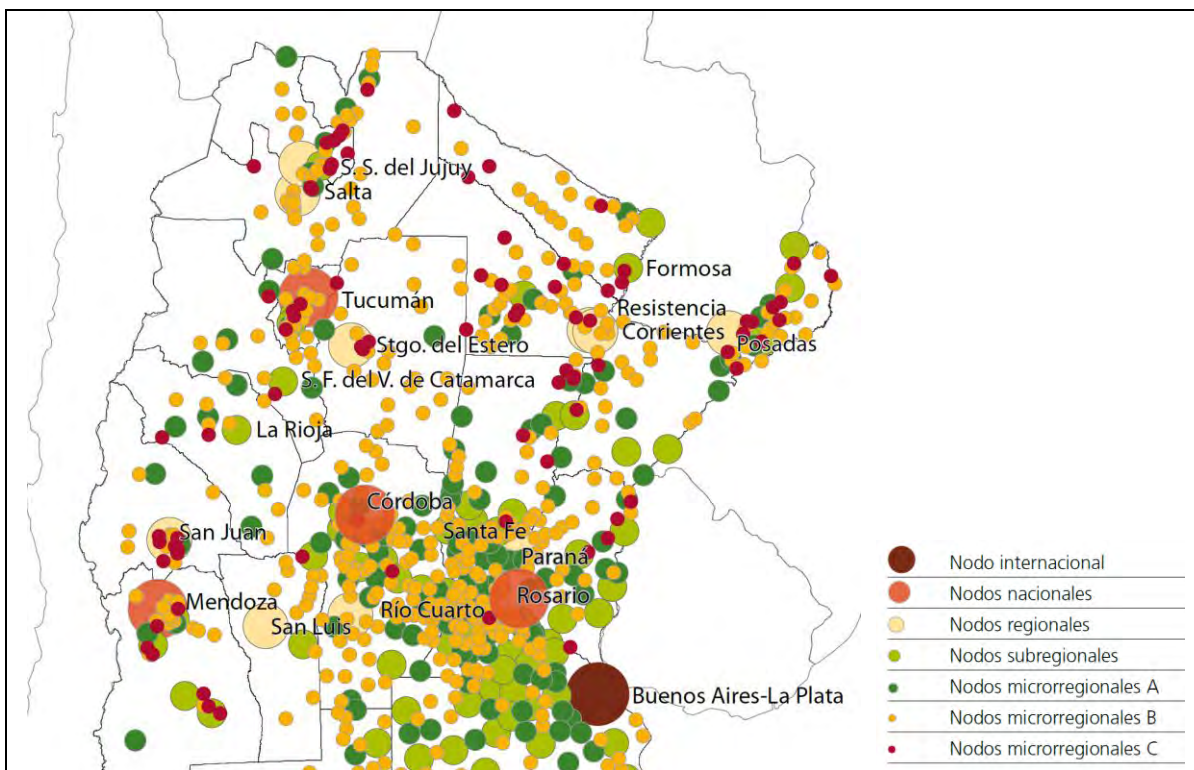 S. S. del Jujuy
Salta
Formosa
Tucumán
Resistencia
Corrientes
Posadas
Stgo. del Estero
S. F. del V. de Catamarca
La Rioja
Córdoba
San Juan
Santa Fe
Paraná
Mendoza
Río Cuarto
Rosario
San Luis
Buenos Aires-La Plata
Nodo internacional
Nodos nacionales
Nodos regionales
Nodos subregionales
Nodos microrregionales A
Nodos microrregionales B
Nodos microrregionales C